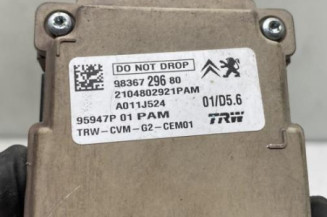 DO NOT DROP
98367 296 80
2104802921PAM
A011J524
01/D5.6
95947P 01 PAM
TRW
TRW-CVM-G2-CEM01